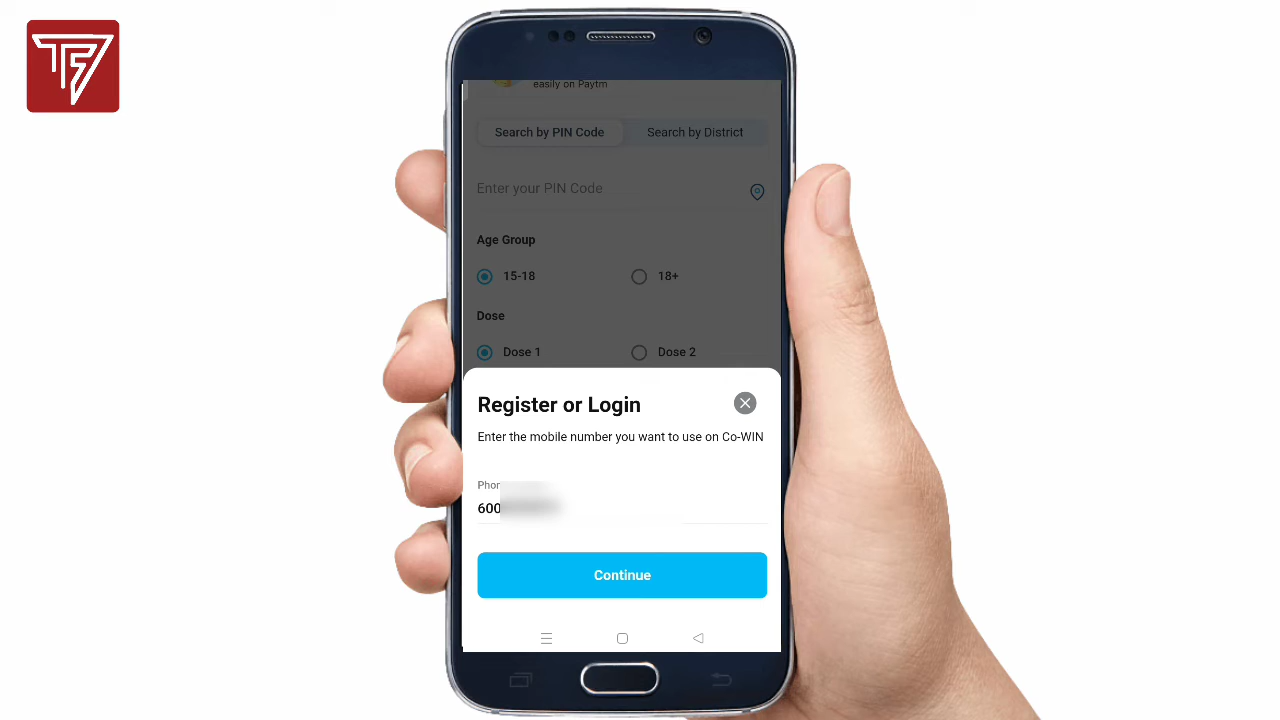 TF
easily on Paytm
Search by PIN Code Search by District
Enter your PIN Code
Age Group
15-18 18+
Dose
Dose 1 Dose 2
Register or Login
Enter the mobile number you want to use on Co-WIN
Phon
600
Continue